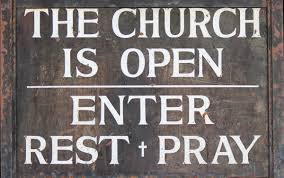 THE CHURCH
IS OPEN
ENTER
REST † PRAY